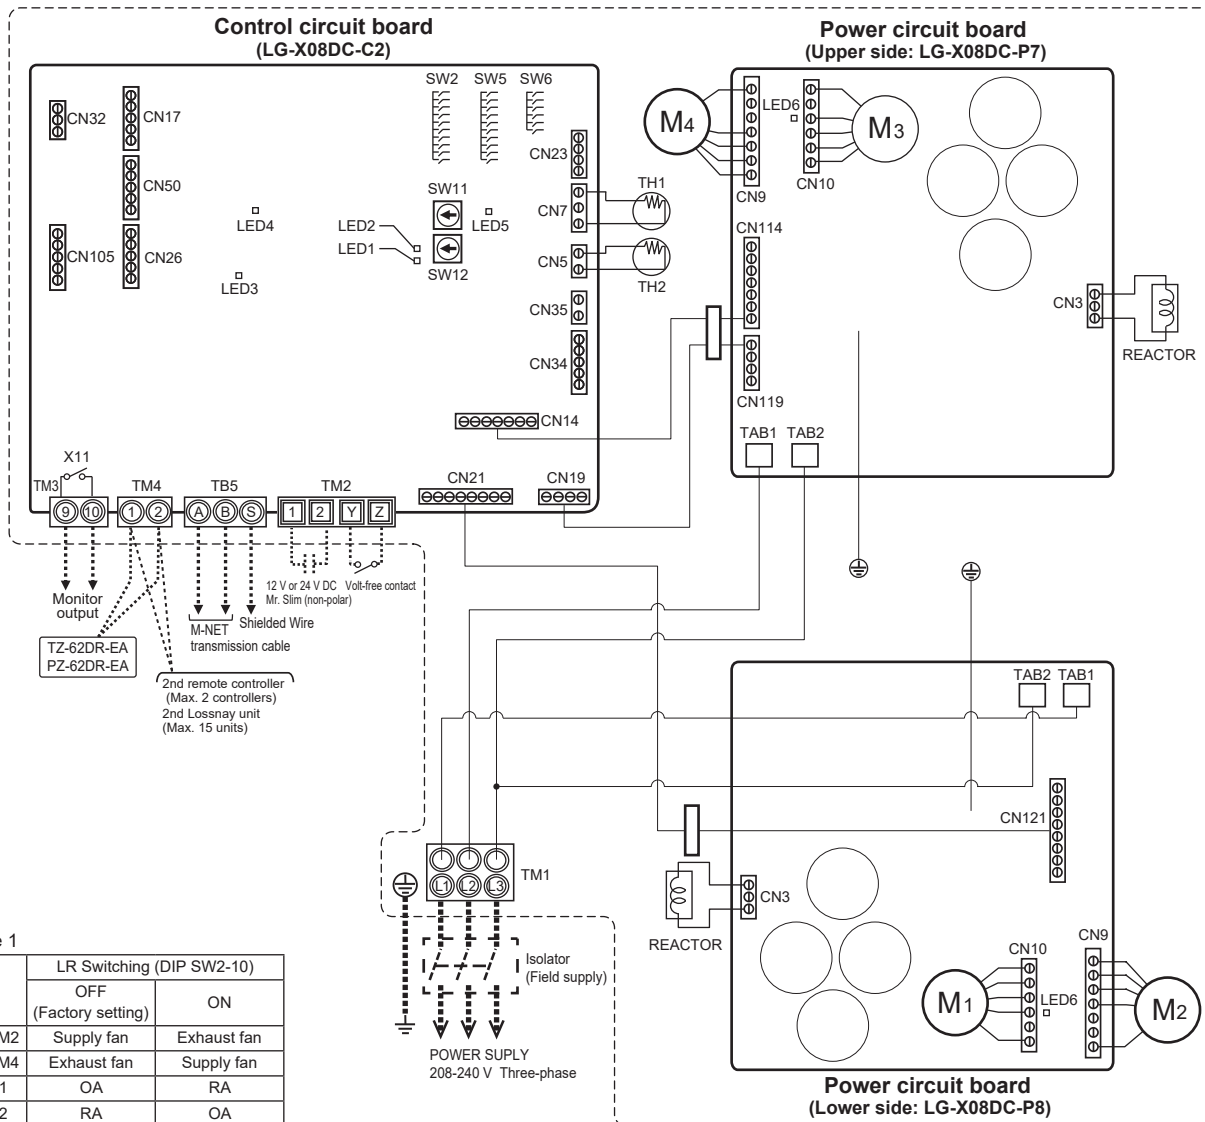 Control circuit board
(LG-X08DC-C2)
Power circuit board
(Upper side: LG-X08DC-P7)
SW2 SW5 SW6
CN32
CN17
CN50
CN105
CN26
CN23
SW11
CN7
TH1
LED4
LED2
LED1
LED5
SW12
CN5
TH2
LED3
CN35
CN34
CN14
CN21
CN19
M4
CN9
LED6
CN10
M3
CN114
CN3
REACTOR
CN119
TAB1 TAB2
X11
TM3
TM4
TB5
TM2
9 10
1 2
A B S
1 2 Y Z
Monitor
output
TZ-62DR-EA
PZ-62DR-EA
M-NET
transmission cable
Shielded Wire
12 V or 24 V DC
Mr. Slim (non-polar)
Volt-free contact
2nd remote controller
(Max. 2 controllers)
2nd Lossnay unit
(Max. 15 units)
TAB2 TAB1
CN121
L1 L2 L3
TM1
CN3
REACTOR
Isolator
(Field supply)
POWER SUPLY
208-240 V Three-phase
CN10
CN9
M1
LED6
M2
Power circuit board
(Lower side: LG-X08DC-P8)
1
LR Switching (DIP SW2-10)
OFF
(Factory setting)
ON
M2 Supply fan Exhaust fan
M4 Exhaust fan Supply fan
1 OA RA
2 RA OA